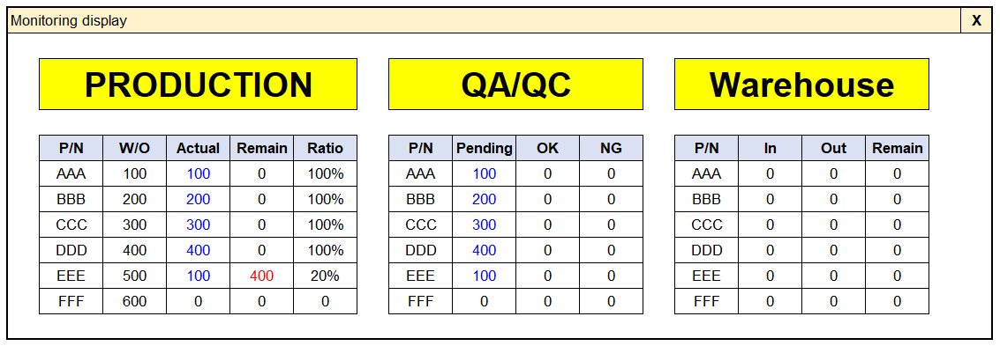 Monitoring display X
PRODUCTION QA/QC Warehouse
P/N W/O Actual Remain Ratio P/N Pending OK NG P/N In Out Remain
AAA 100 100 0 100% AAA 100 0 0 AAA 0 0 0
BBB 200 200 0 100% BBB 200 0 0 BBB 0 0 0
CCC 300 300 0 100% CCC 300 0 0 CCC 0 0 0
DDD 400 400 0 100% DDD 400 0 0 DDD 0 0 0
EEE 500 100 400 20% EEE 100 0 0 EEE 0 0 0
FFF 600 0 0 0 FFF 0 0 0 FFF 0 0 0